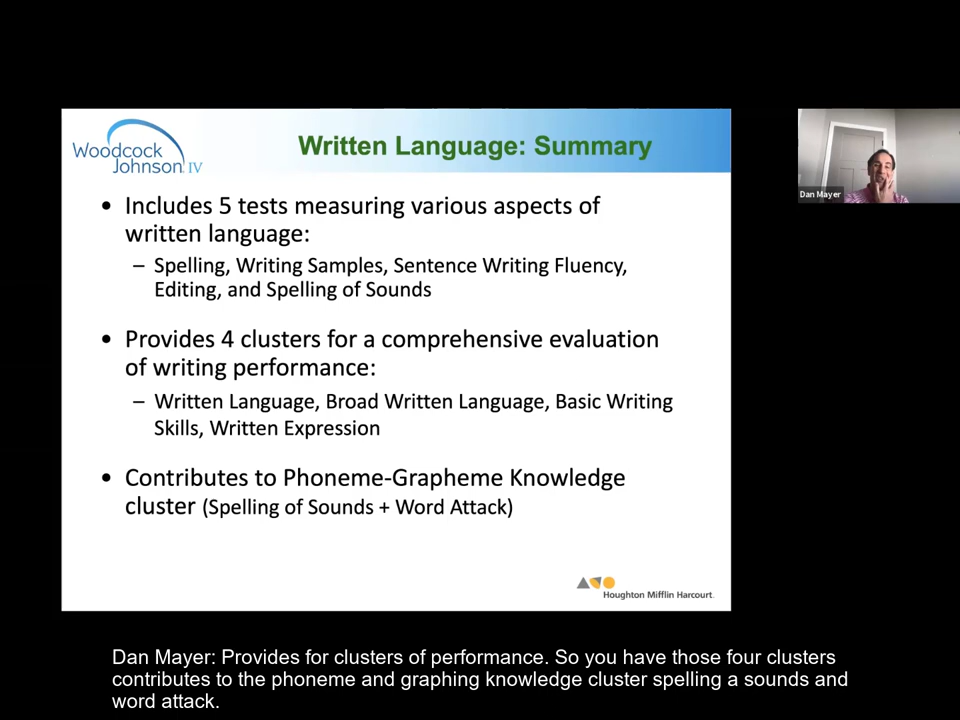 Woodcock
Johnson IV
Written Language: Summary
• Includes 5 tests measuring various aspects of
written language:
– Spelling, Writing Samples, Sentence Writing Fluency,
Editing, and Spelling of Sounds
• Provides 4 clusters for a comprehensive evaluation
of writing performance:
– Written Language, Broad Written Language, Basic Writing
Skills, Written Expression
• Contributes to Phoneme-Grapheme Knowledge
cluster (Spelling of Sounds + Word Attack)
Houghton Mifflin Harcourt.
Dan Mayer
Dan Mayer: Provides for clusters of performance. So you have those four clusters
contributes to the phoneme and graphing knowledge cluster spelling a sounds and
word attack.